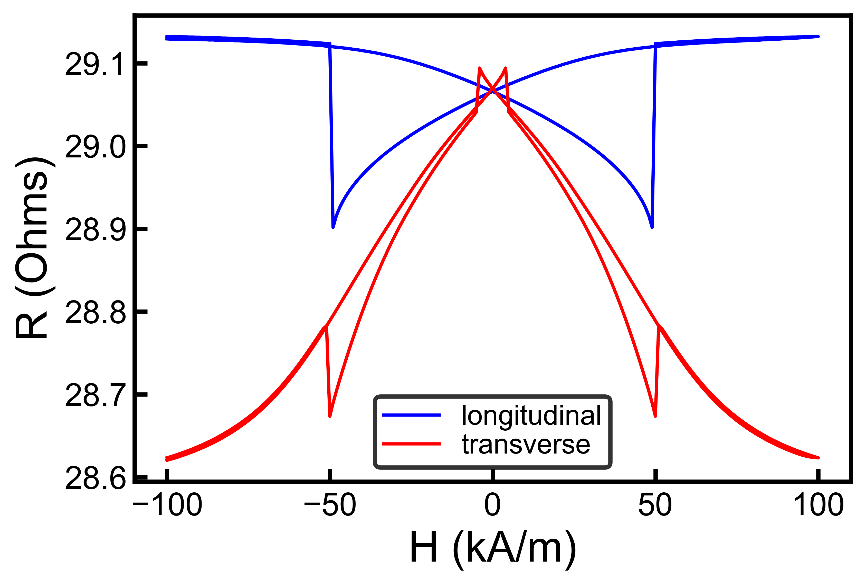 R (Ohms)
29.1
29.0
28.9
28.8
28.7
28.6
longitudinal
transverse
−100
−50
0
50
100
H (kA/m)